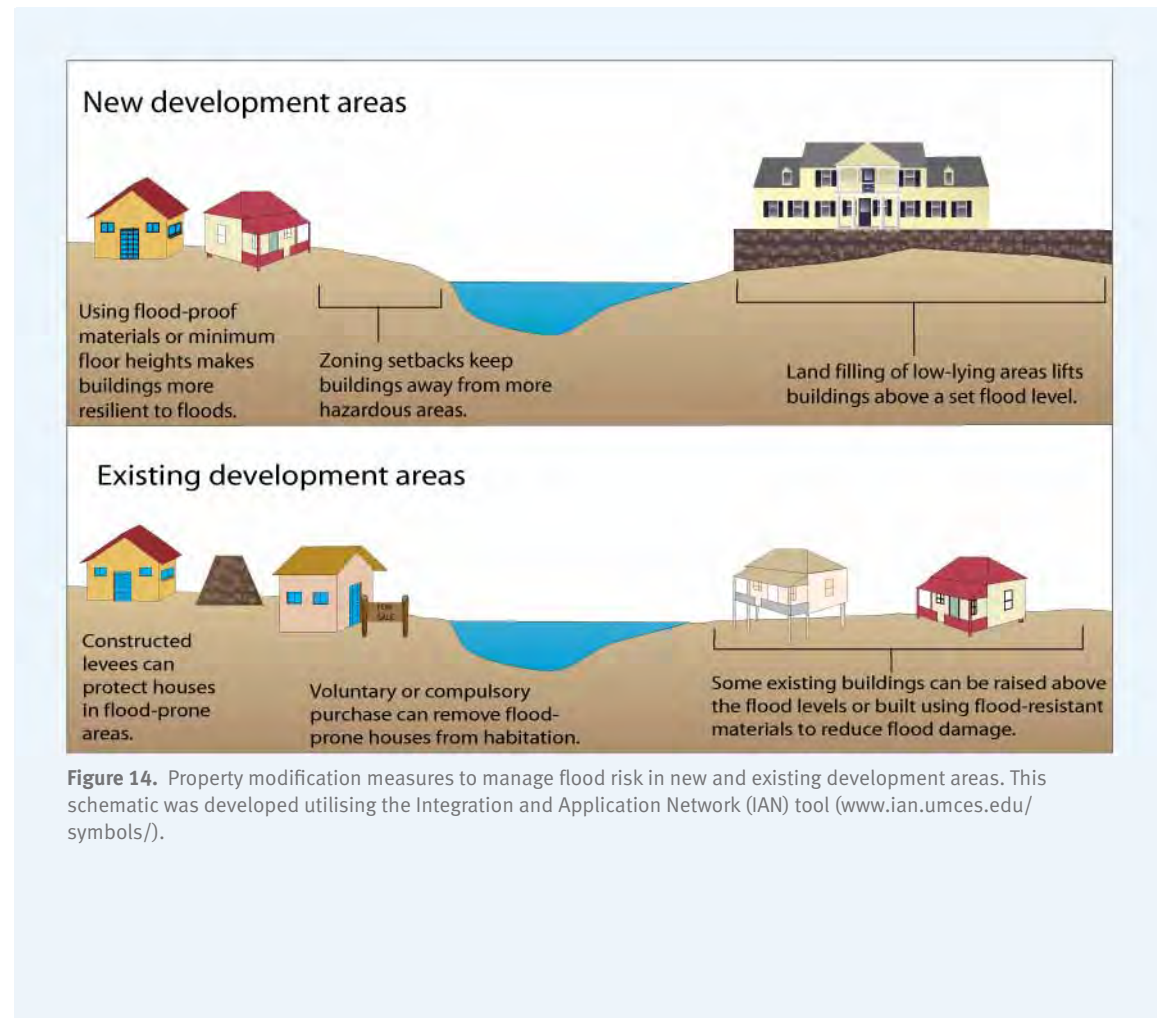 New development areas
Using flood-proof
materials or minimum
floor heights makes
buildings more
resilient to floods.
Zoning setbacks keep
buildings away from more
hazardous areas.
Land filling of low-lying areas lifts
buildings above a set flood level.
Existing development areas
FOR
SALE
Constructed
levees can
protect houses
in flood-prone
areas.
Voluntary or compulsory
purchase can remove flood-
prone houses from habitation.
Some existing buildings can be raised above
the flood levels or built using flood-resistant
materials to reduce flood damage.
Figure 14. Property modification measures to manage flood risk in new and existing development areas. This
schematic was developed utilising the Integration and Application Network (IAN) tool (www.ian.umces.edu/
symbols/).